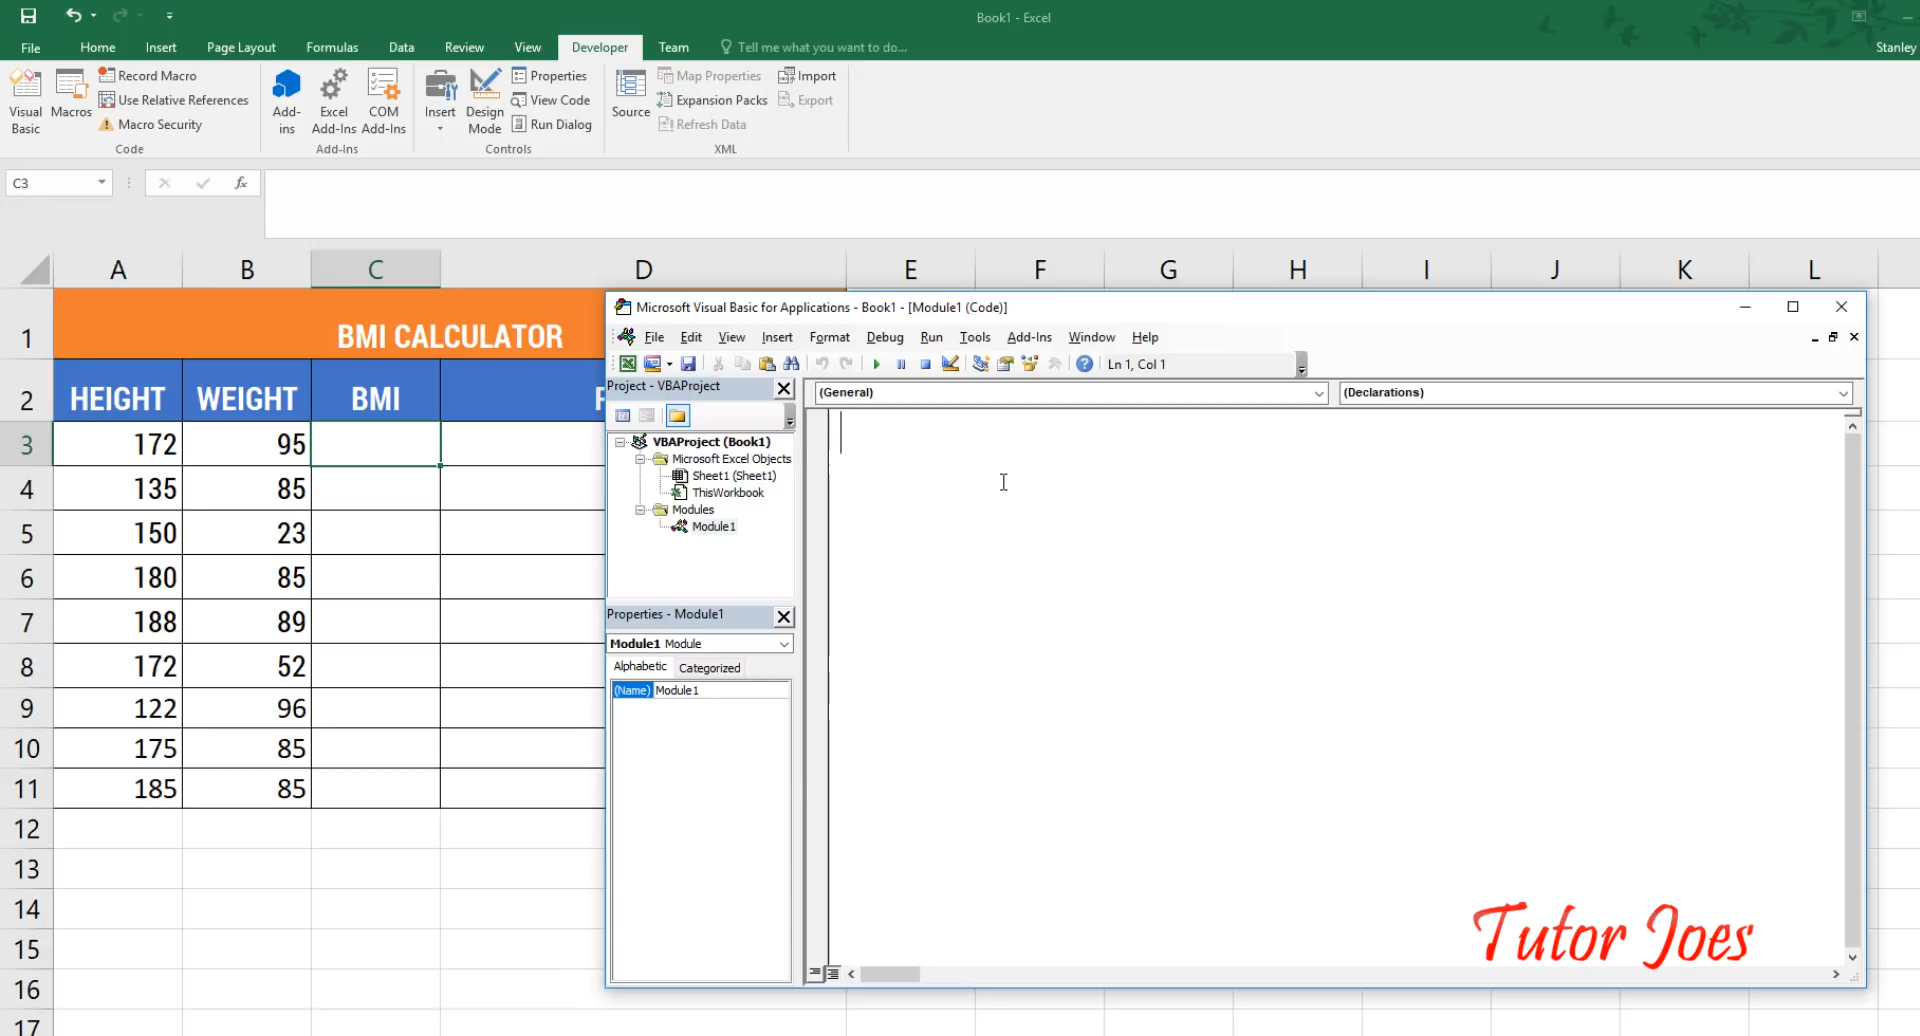 Book1 - Excel
File Home Insert Page Layout Formulas Data Review View Developer Team Tell me what you want to do... Stanley
Visual Basic
Macros
Record Macro
Use Relative References
Macro Security
Code
Add-ins
Excel Add-Ins
COM Add-Ins
Add-Ins
Insert
Design Mode
Properties
View Code
Run Dialog
Controls
Source
Map Properties
Expansion Packs
Refresh Data
Import
Export
XML
C3 fx
A B C D E F G H I J K L
1 BMI CALCULATOR
2 HEIGHT WEIGHT BMI
3 172 95
4 135 85
5 150 23
6 180 85
7 188 89
8 172 52
9 122 96
10 175 85
11 185 85
12
13
14
15
16
17
Microsoft Visual Basic for Applications - Book1 - [Module1 (Code)]
File Edit View Insert Format Debug Run Tools Add-Ins Window Help
Ln 1, Col 1
Project - VBAProject
VBAProject (Book1)
Microsoft Excel Objects
Sheet1 (Sheet1)
ThisWorkbook
Modules
Module1
Properties - Module1
Module1 Module
Alphabetic Categorized
(Name) Module1
(General) (Declarations)
Tutor Joes